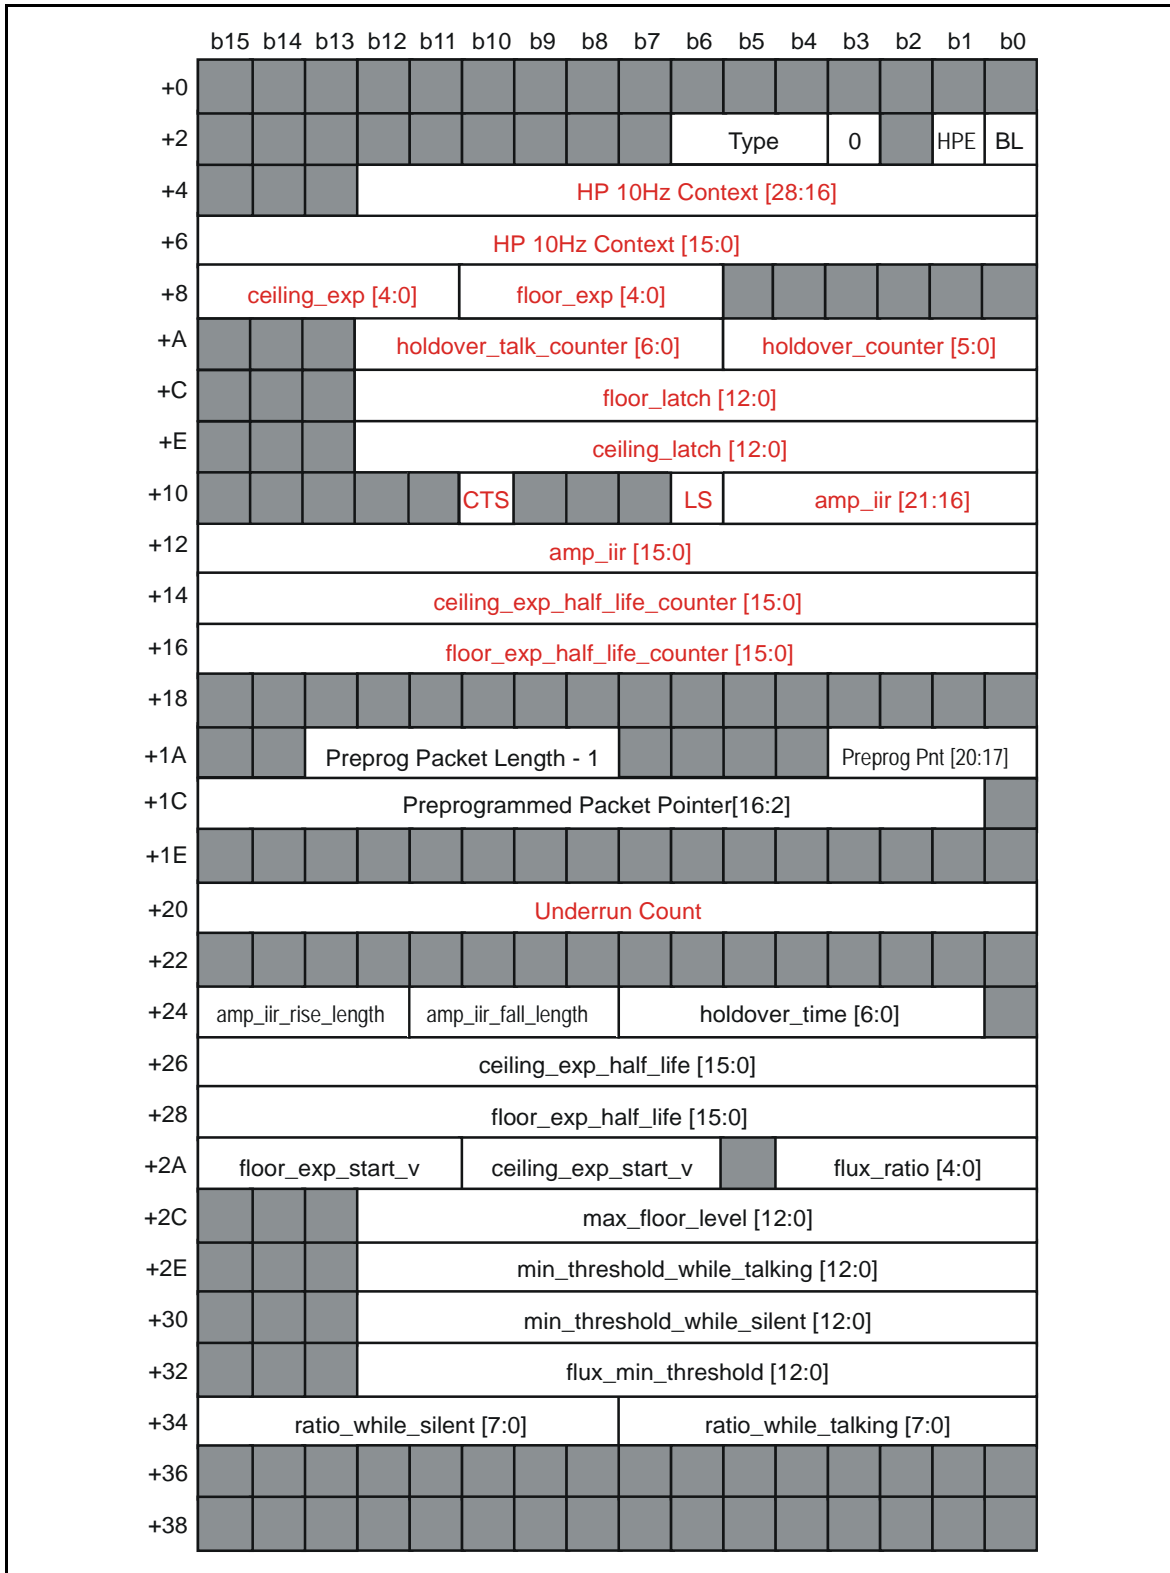 b15 b14 b13 b12 b11 b10 b9 b8 b7 b6 b5 b4 b3 b2 b1 b0
+0
+2 Type 0 HPE BL
+4 HP 10Hz Context [28:16]
+6 HP 10Hz Context [15:0]
+8 ceiling_exp [4:0] floor_exp [4:0]
+A holdover_talk_counter [6:0] holdover_counter [5:0]
+C floor_latch [12:0]
+E ceiling_latch [12:0]
+10 CTS LS amp_iir [21:16]
+12 amp_iir [15:0]
+14 ceiling_exp_half_life_counter [15:0]
+16 floor_exp_half_life_counter [15:0]
+18
+1A Preprog Packet Length - 1 Preprog Pnt [20:17]
+1C Preprogrammed Packet Pointer[16:2]
+1E
+20 Underrun Count
+22
+24 amp_iir_rise_length amp_iir_fall_length holdover_time [6:0]
+26 ceiling_exp_half_life [15:0]
+28 floor_exp_half_life [15:0]
+2A floor_exp_start_v ceiling_exp_start_v flux_ratio [4:0]
+2C max_floor_level [12:0]
+2E min_threshold_while_talking [12:0]
+30 min_threshold_while_silent [12:0]
+32 flux_min_threshold [12:0]
+34 ratio_while_silent [7:0] ratio_while_talking [7:0]
+36
+38